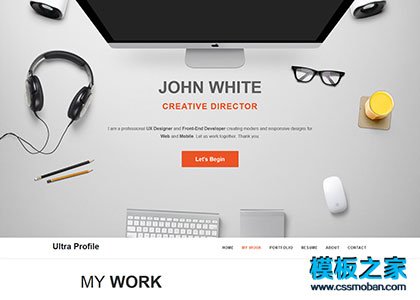 JOHN WHITE
CREATIVE DIRECTOR
I am a professional UX Designer and Front-End Developer creating modern and responsive designs for
Web and Mobile. Let us work together. Thank you.
Let's Begin
Ultra Profile
HOME MY WORK PORTFOLIO RESUME ABOUT CONTACT
MY WORK
模板之家
www.cssmoban.com